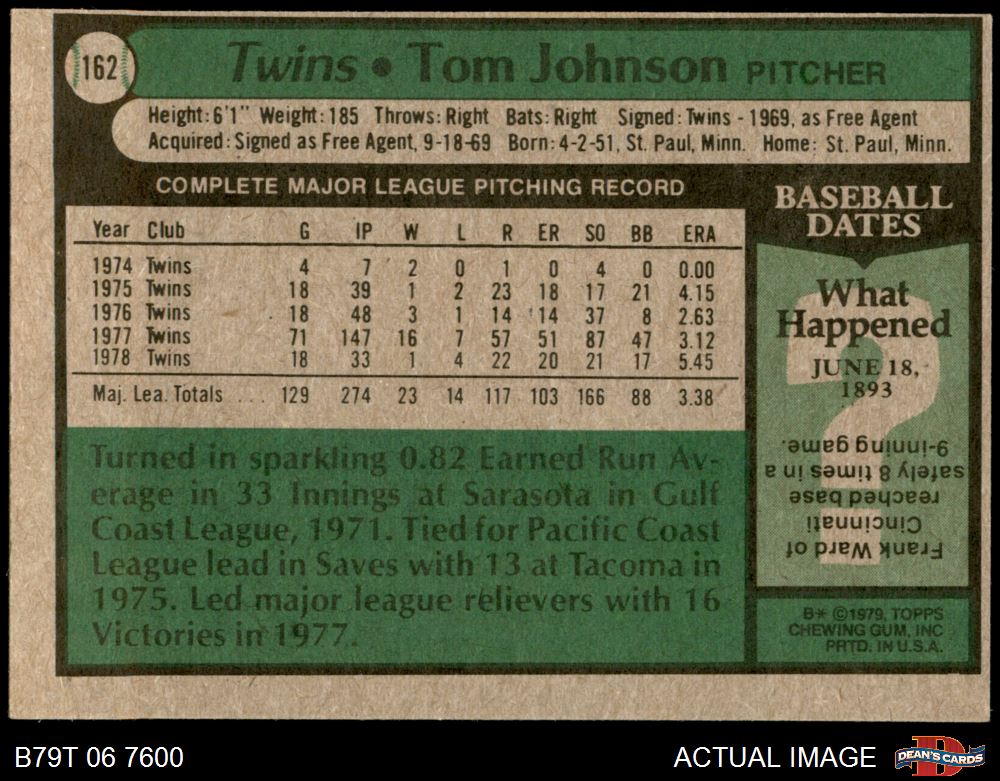 162
Twins • Tom Johnson PITCHER
Height: 6'1" Weight: 185 Throws: Right Bats: Right Signed: Twins - 1969, as Free Agent
Acquired: Signed as Free Agent, 9-18-69 Born: 4-2-51, St. Paul, Minn. Home: St. Paul, Minn.
COMPLETE MAJOR LEAGUE PITCHING RECORD
Year Club G IP W L R ER SO BB ERA
1974 Twins 4 7 2 0 1 0 4 0 0.00
1975 Twins 18 39 1 2 23 18 17 21 4.15
1976 Twins 18 48 3 1 14 14 37 8 2.63
1977 Twins 71 147 16 7 57 51 87 47 3.12
1978 Twins 18 33 1 4 22 20 21 17 5.45
Maj. Lea. Totals ... 129 274 23 14 117 103 166 88 3.38
Turned in sparkling 0.82 Earned Run Av-
erage in 33 Innings at Sarasota in Gulf
Coast League, 1971. Tied for Pacific Coast
League lead in Saves with 13 at Tacoma in
1975. Led major league relievers with 16
Victories in 1977.
BASEBALL
DATES
What
Happened
JUNE 18,
1893
Frank Ward of
Cincinnati
reached base
safely 8 times in a
9-inning game.
B* ©1979, TOPPS
CHEWING GUM, INC
PRTD. IN U.S.A.
B79T 06 7600
ACTUAL IMAGE
D
DEAN'S CARDS